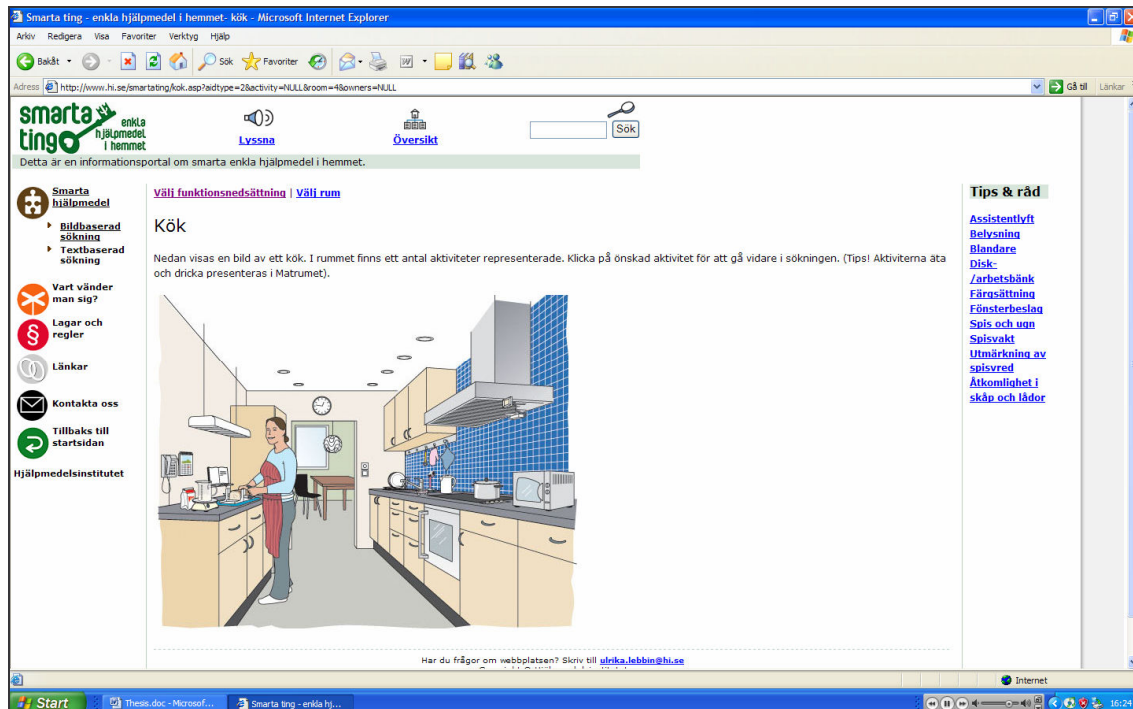 Smarta ting - enkla hjälpmedel i hemmet- kök - Microsoft Internet Explorer
Arkiv Redigera Visa Favoriter Verktyg Hjälp
Bakåt Sök Favoriter
Adress http://www.hi.se/smartating/kok.asp?aidtype=2&activity=NULL&room=4&owners=NULL Gå till Länkar
smarta ting enkla hjälpmedel i hemmet
Lyssna Översikt Sök
Detta är en informationsportal om smarta enkla hjälpmedel i hemmet.
Smarta
hjälpmedel
Bildbaserad
sökning
Textbaserad
sökning
Vart vänder
man sig?
Lagar och
regler
Länkar
Kontakta oss
Tillbaks till
startsidan
Hjälpmedelsinstitutet
Välj funktionsnedsättning | Välj rum
Kök
Nedan visas en bild av ett kök. I rummet finns ett antal aktiviteter representerade. Klicka på önskad aktivitet för att gå vidare i sökningen. (Tips! Aktiviterna äta
och dricka presenteras i Matrumet).
Tips & råd
Assistentlyft
Belysning
Blandare
Disk-
/arbetsbänk
Färgsättning
Fönsterbeslag
Spis och ugn
Spisvakt
Utmärkning av
spisvred
Åtkomlighet i
skåp och lådor
Har du frågor om webbplatsen? Skriv till ulrika.lebbin@hi.se
Internet
Start Thesis.doc - Microsof... Smarta ting - enkla hj... 16:24